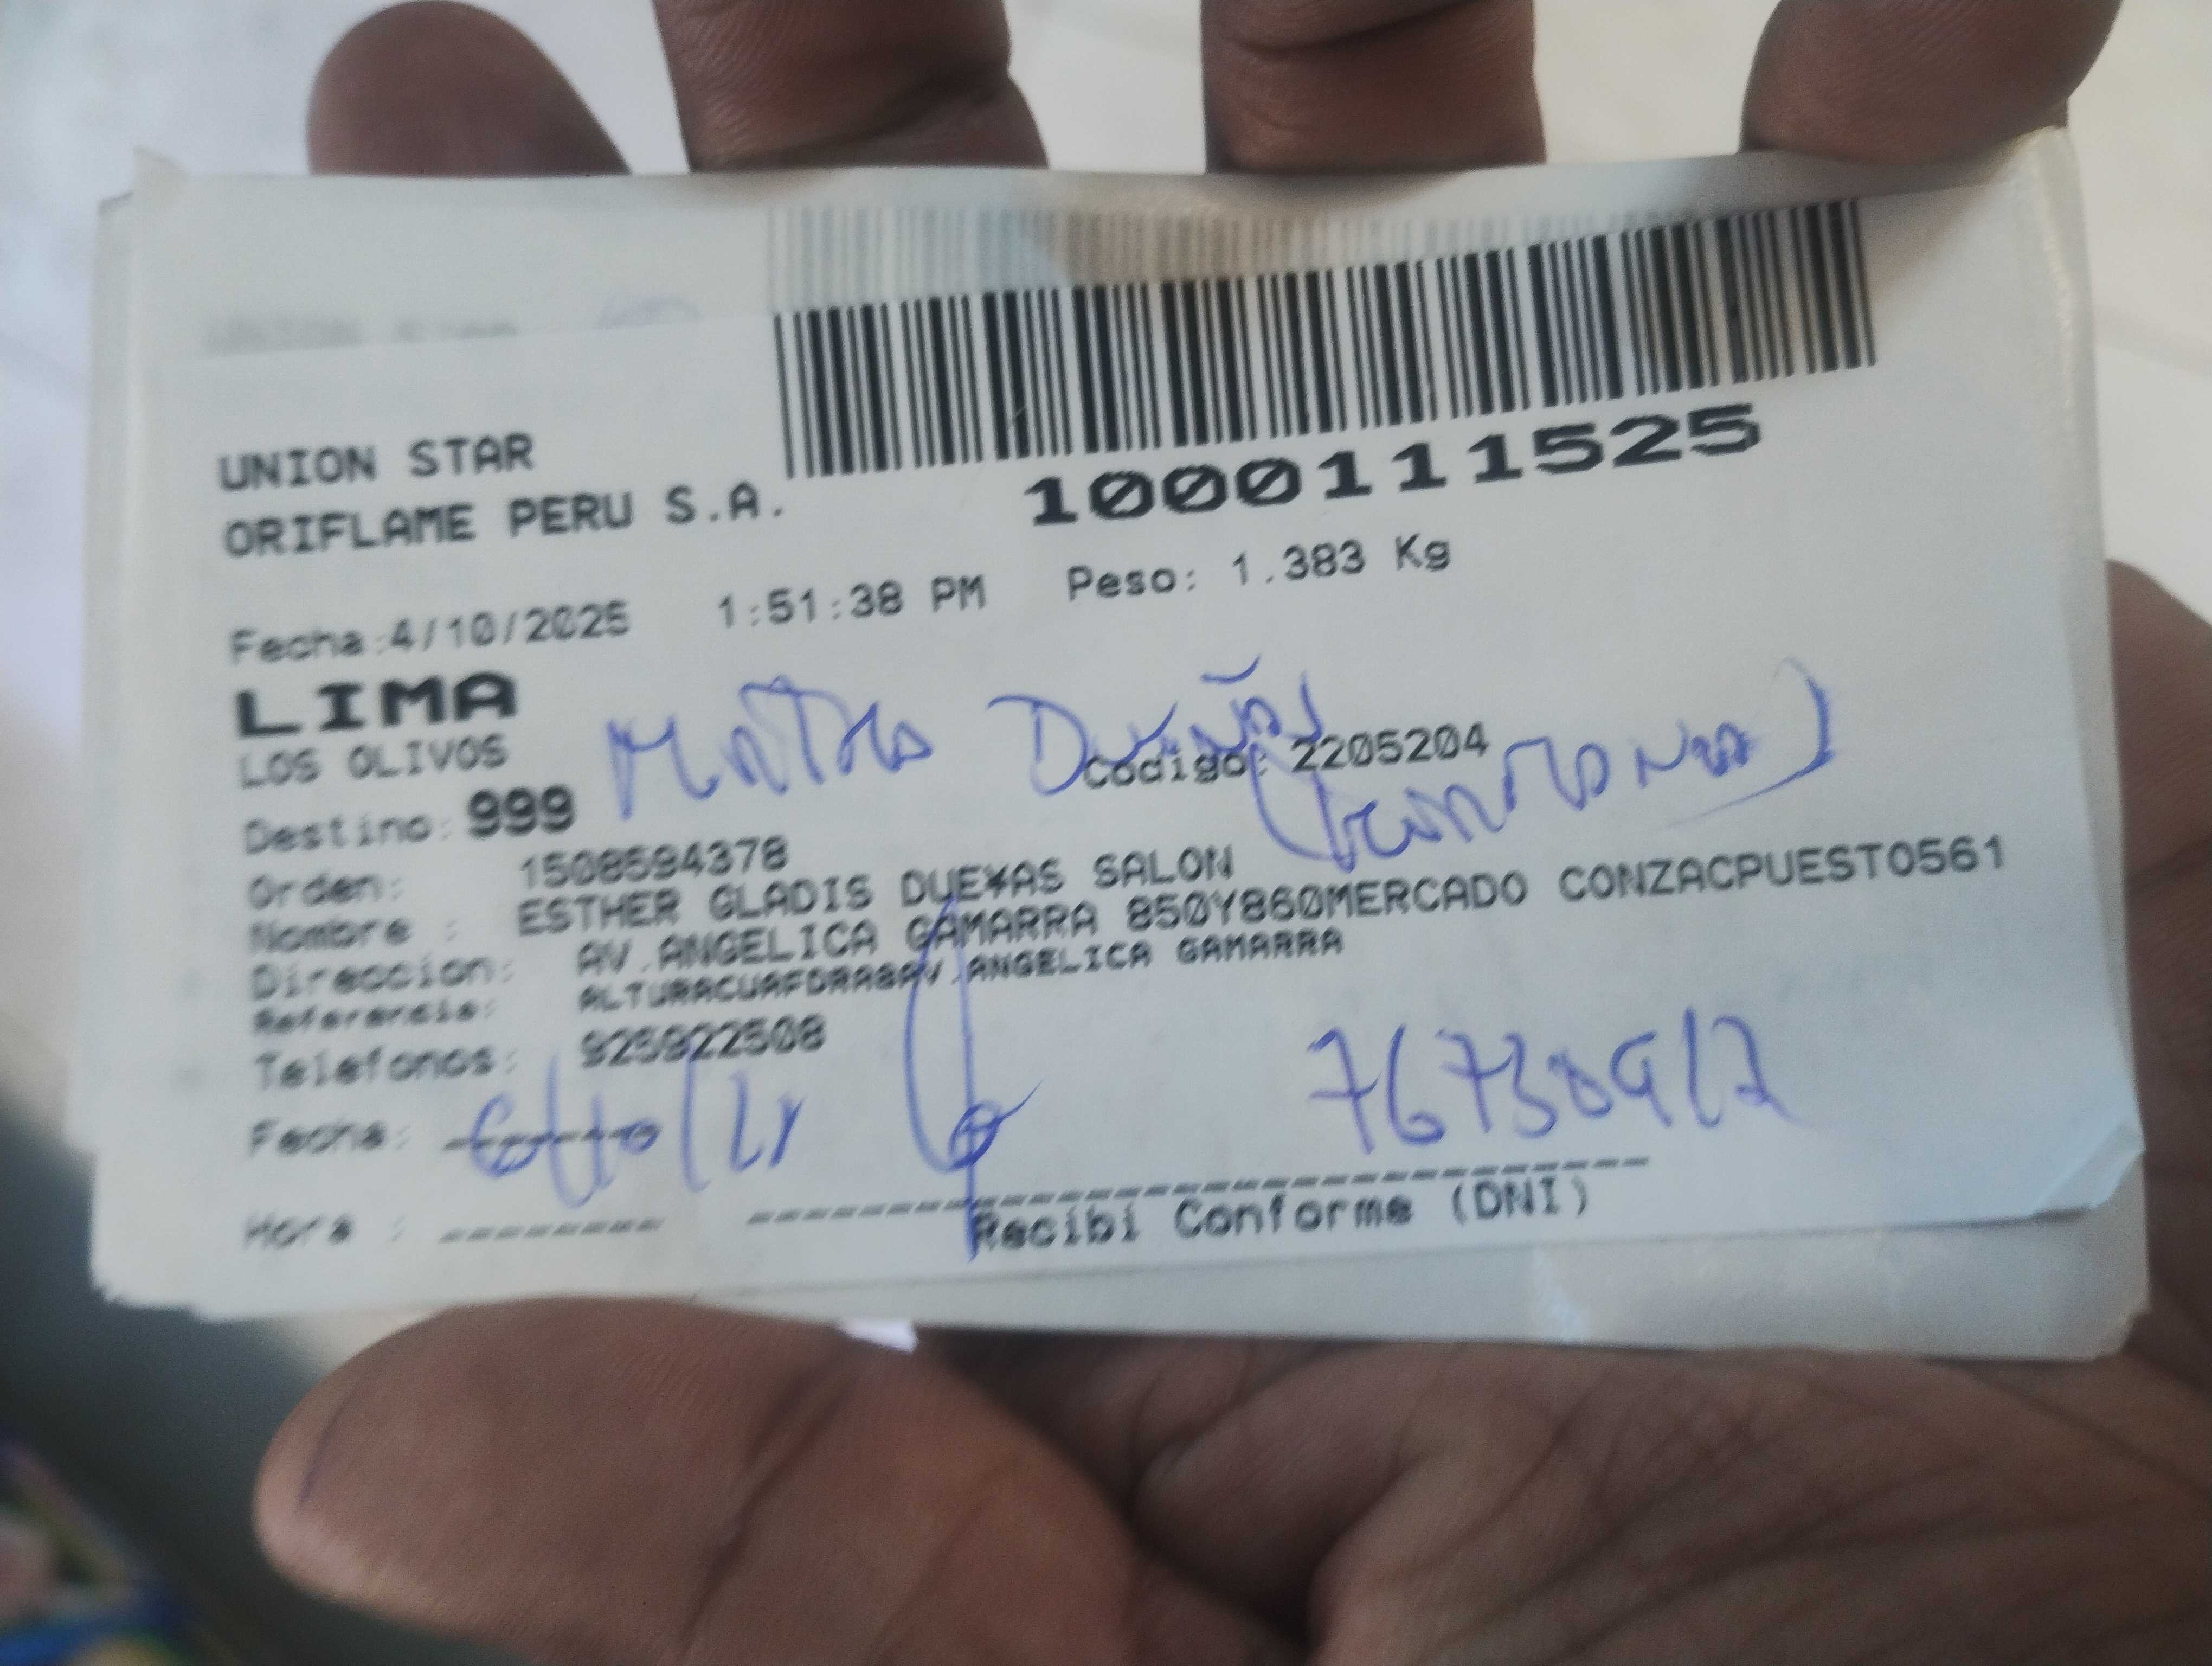 UNION STAR
ORIFLAME PERU S.A.
1000111525
Fecha:4/10/2025 1:51:38 PM Peso: 1.383 Kg
LIMA
LOS OLIVOS
Codigo: 2205204
Destino: 999
Orden: 1508594378
Nombre : ESTHER GLADIS DUE¥AS SALON
Direccion: AV.ANGELICA GAMARRA 850Y860MERCADO CONZACPUESTO561
Referencia: ALTURACUAFDRA8AV.ANGELICA GAMARRA
Telefonos: 925922508
Fecha:
Hora :
Recibi Conforme (DNI)